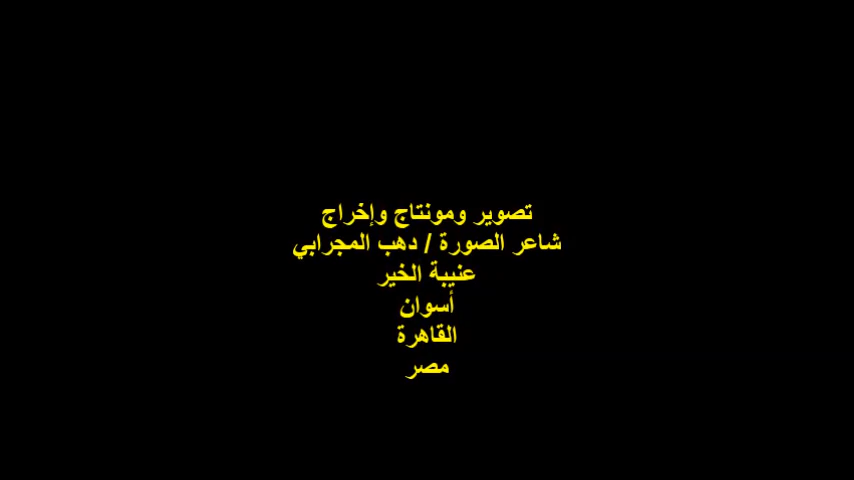 تصوير ومونتاج وإخراج
شاعر الصورة / دهب المجرابي
عنيبة الخير
أسوان
القاهرة
مصر